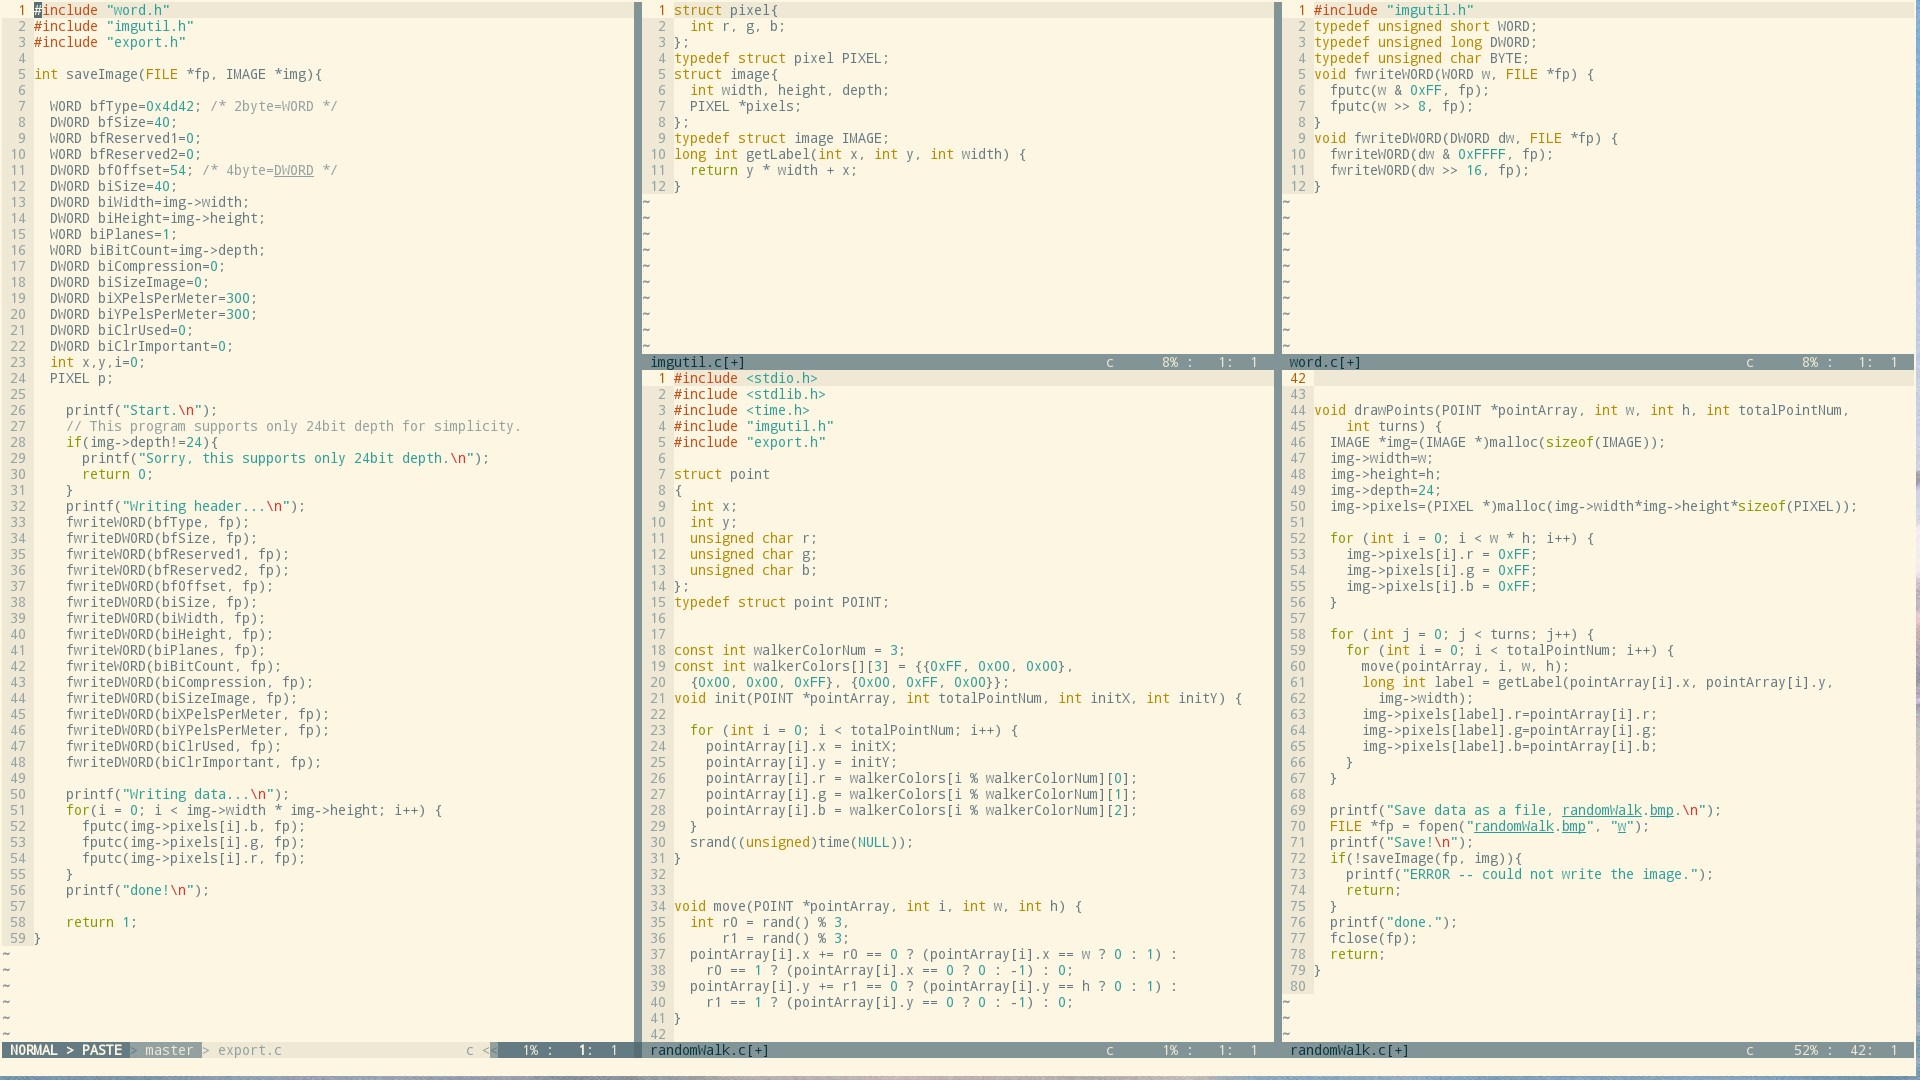 1 #include "word.h"
2 #include "imgutil.h"
3 #include "export.h"
4
5 int saveImage(FILE *fp, IMAGE *img){
6
7   WORD bfType=0x4d42; /* 2byte=WORD */
8   DWORD bfSize=40;
9   WORD bfReserved1=0;
10   WORD bfReserved2=0;
11   DWORD bfOffset=54; /* 4byte=DWORD */
12   DWORD biSize=40;
13   DWORD biWidth=img->width;
14   DWORD biHeight=img->height;
15   WORD biPlanes=1;
16   WORD biBitCount=img->depth;
17   DWORD biCompression=0;
18   DWORD biSizeImage=0;
19   DWORD biXPelsPerMeter=300;
20   DWORD biYPelsPerMeter=300;
21   DWORD biClrUsed=0;
22   DWORD biClrImportant=0;
23   int x,y,i=0;
24   PIXEL p;
25
26     printf("Start.\n");
27     // This program supports only 24bit depth for simplicity.
28     if(img->depth!=24){
29       printf("Sorry, this supports only 24bit depth.\n");
30       return 0;
31     }
32     printf("Writing header...\n");
33     fwriteWORD(bfType, fp);
34     fwriteDWORD(bfSize, fp);
35     fwriteWORD(bfReserved1, fp);
36     fwriteWORD(bfReserved2, fp);
37     fwriteDWORD(bfOffset, fp);
38     fwriteDWORD(biSize, fp);
39     fwriteDWORD(biWidth, fp);
40     fwriteDWORD(biHeight, fp);
41     fwriteWORD(biPlanes, fp);
42     fwriteWORD(biBitCount, fp);
43     fwriteDWORD(biCompression, fp);
44     fwriteDWORD(biSizeImage, fp);
45     fwriteDWORD(biXPelsPerMeter, fp);
46     fwriteDWORD(biYPelsPerMeter, fp);
47     fwriteDWORD(biClrUsed, fp);
48     fwriteDWORD(biClrImportant, fp);
49
50     printf("Writing data...\n");
51     for(i = 0; i < img->width * img->height; i++) {
52       fputc(img->pixels[i].b, fp);
53       fputc(img->pixels[i].g, fp);
54       fputc(img->pixels[i].r, fp);
55     }
56     printf("done!\n");
57
58     return 1;
59 }
~
~
~
~
~
~
NORMAL > PASTE > master > export.c c << 1% : 1: 1
1 struct pixel{
2   int r, g, b;
3 };
4 typedef struct pixel PIXEL;
5 struct image{
6   int width, height, depth;
7   PIXEL *pixels;
8 };
9 typedef struct image IMAGE;
10 long int getLabel(int x, int y, int width) {
11   return y * width + x;
12 }
~
~
~
~
~
~
~
~
~
~
imgutil.c[+] c 8% : 1: 1
1 #include <stdio.h>
2 #include <stdlib.h>
3 #include <time.h>
4 #include "imgutil.h"
5 #include "export.h"
6
7 struct point
8 {
9   int x;
10   int y;
11   unsigned char r;
12   unsigned char g;
13   unsigned char b;
14 };
15 typedef struct point POINT;
16
17
18 const int walkerColorNum = 3;
19 const int walkerColors[][3] = {{0xFF, 0x00, 0x00},
20   {0x00, 0x00, 0xFF}, {0x00, 0xFF, 0x00}};
21 void init(POINT *pointArray, int totalPointNum, int initX, int initY) {
22
23   for (int i = 0; i < totalPointNum; i++) {
24     pointArray[i].x = initX;
25     pointArray[i].y = initY;
26     pointArray[i].r = walkerColors[i % walkerColorNum][0];
27     pointArray[i].g = walkerColors[i % walkerColorNum][1];
28     pointArray[i].b = walkerColors[i % walkerColorNum][2];
29   }
30   srand((unsigned)time(NULL));
31 }
32
33
34 void move(POINT *pointArray, int i, int w, int h) {
35   int r0 = rand() % 3,
36       r1 = rand() % 3;
37   pointArray[i].x += r0 == 0 ? (pointArray[i].x == w ? 0 : 1) :
38     r0 == 1 ? (pointArray[i].x == 0 ? 0 : -1) : 0;
39   pointArray[i].y += r1 == 0 ? (pointArray[i].y == h ? 0 : 1) :
40     r1 == 1 ? (pointArray[i].y == 0 ? 0 : -1) : 0;
41 }
42
randomWalk.c[+] c 1% : 1: 1
1 #include "imgutil.h"
2 typedef unsigned short WORD;
3 typedef unsigned long DWORD;
4 typedef unsigned char BYTE;
5 void fwriteWORD(WORD w, FILE *fp) {
6   fputc(w & 0xFF, fp);
7   fputc(w >> 8, fp);
8 }
9 void fwriteDWORD(DWORD dw, FILE *fp) {
10   fwriteWORD(dw & 0xFFFF, fp);
11   fwriteWORD(dw >> 16, fp);
12 }
~
~
~
~
~
~
~
~
~
~
word.c[+] c 8% : 1: 1
42
43
44 void drawPoints(POINT *pointArray, int w, int h, int totalPointNum,
45     int turns) {
46   IMAGE *img=(IMAGE *)malloc(sizeof(IMAGE));
47   img->width=w;
48   img->height=h;
49   img->depth=24;
50   img->pixels=(PIXEL *)malloc(img->width*img->height*sizeof(PIXEL));
51
52   for (int i = 0; i < w * h; i++) {
53     img->pixels[i].r = 0xFF;
54     img->pixels[i].g = 0xFF;
55     img->pixels[i].b = 0xFF;
56   }
57
58   for (int j = 0; j < turns; j++) {
59     for (int i = 0; i < totalPointNum; i++) {
60       move(pointArray, i, w, h);
61       long int label = getLabel(pointArray[i].x, pointArray[i].y,
62         img->width);
63       img->pixels[label].r=pointArray[i].r;
64       img->pixels[label].g=pointArray[i].g;
65       img->pixels[label].b=pointArray[i].b;
66     }
67   }
68
69   printf("Save data as a file, randomWalk.bmp.\n");
70   FILE *fp = fopen("randomWalk.bmp", "w");
71   printf("Save!\n");
72   if(!saveImage(fp, img)){
73     printf("ERROR -- could not write the image.");
74     return;
75   }
76   printf("done.");
77   fclose(fp);
78   return;
79 }
80
~
~
~
randomWalk.c[+] c 52% : 42: 1